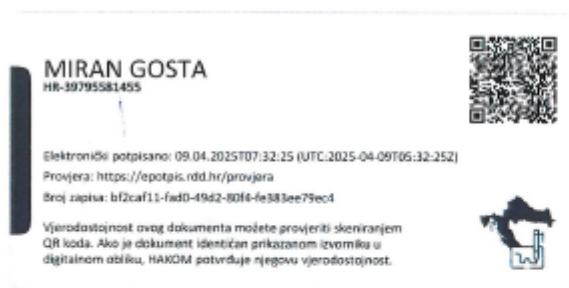 MIRAN GOSTA
HR-39795581455
Elektronički potpisano: 09.04.2025T07:32:25 (UTC:2025-04-09T05:32:25Z)
Provjera: https://epotpis.rdd.hr/provjera
Broj zapisa: bf2caf11-fad0-49d2-80f4-fe383ee79ec4
Vjerodostojnost ovog dokumenta možete provjeriti skeniranjem
QR koda. Ako je dokument identičan prikazanom izvorniku u
digitalnom obliku, HAKOM potvrđuje njegovu vjerodostojnost.